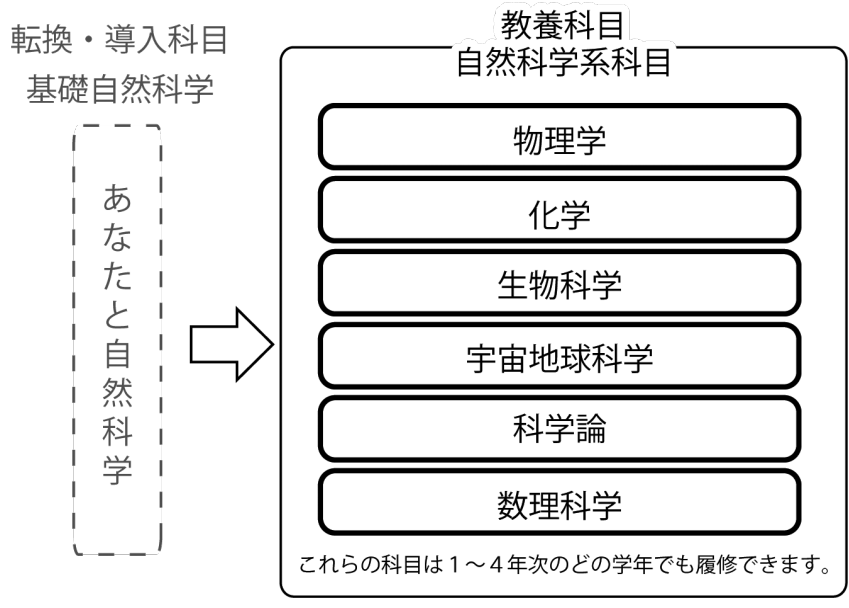 転換・導入科目
基礎自然科学
あなたと自然科学
教養科目
自然科学系科目
物理学
化学
生物科学
宇宙地球科学
科学論
数理科学
これらの科目は１～４年次のどの学年でも履修できます。